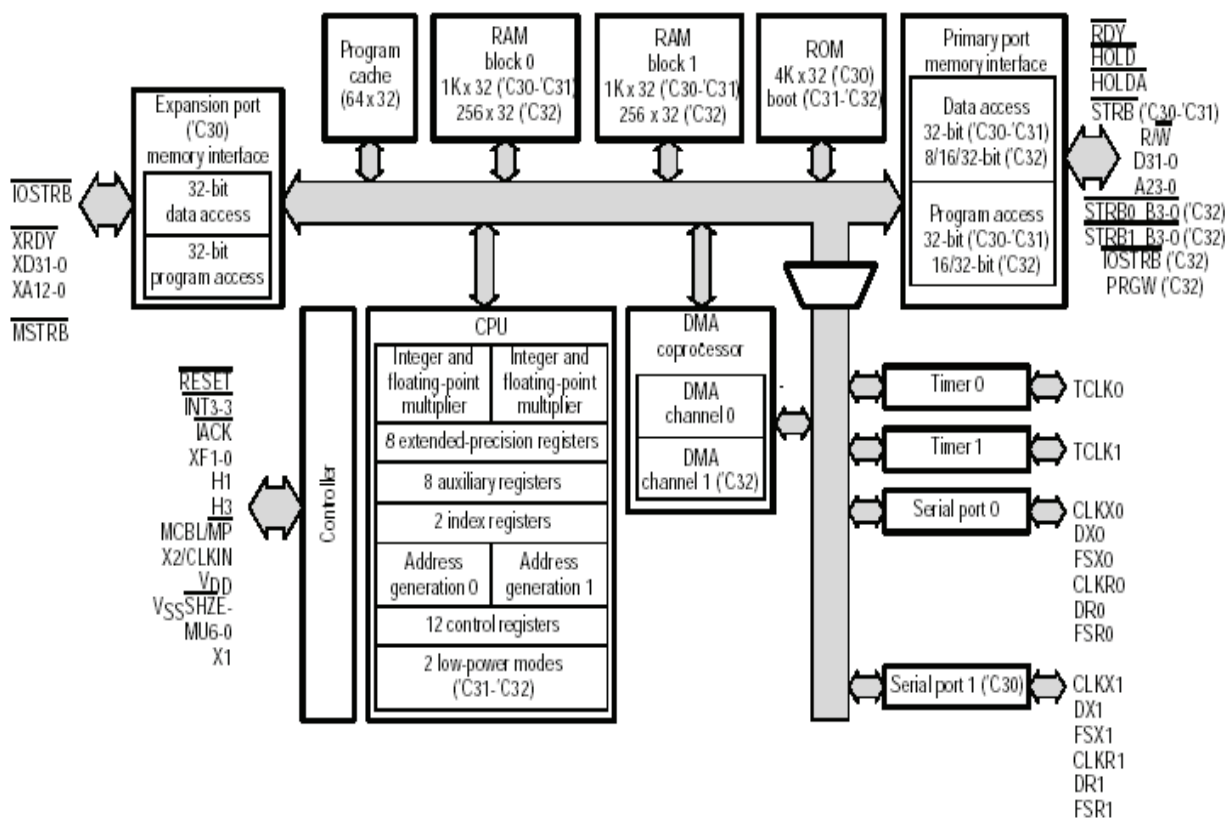 Program
cache
(64 x 32)
RAM
block 0
1K x 32 ('C30-'C31)
256 x 32 ('C32)
RAM
block 1
1K x 32 ('C30-'C31)
256 x 32 ('C32)
ROM
4K x 32 ('C30)
boot ('C31-'C32)
Primary port
memory interface
Data access
32-bit ('C30-'C31)
8/16/32-bit ('C32)
Program access
32-bit ('C30-'C31)
16/32-bit ('C32)
RDY
HOLD
HOLDA
STRB ('C30-'C31)
R/W
D31-0
A23-0
STRB0_B3-0 ('C32)
STRB1_B3-0 ('C32)
IOSTRB ('C32)
PRGW ('C32)
Expansion port
('C30)
memory interface
32-bit
data access
32-bit
program access
IOSTRB
XRDY
XD31-0
XA12-0
MSTRB
RESET
INT3-3
IACK
XF1-0
H1
H3
MCBL/MP
X2/CLKIN
VDD
VSSSHZE-
MU6-0
X1
Controller
CPU
Integer and
floating-point
multiplier
Integer and
floating-point
multiplier
8 extended-precision registers
8 auxiliary registers
2 index registers
Address
generation 0
Address
generation 1
12 control registers
2 low-power modes
('C31-'C32)
DMA
coprocessor
DMA
channel 0
DMA
channel 1 ('C32)
Timer 0
TCLK0
Timer 1
TCLK1
Serial port 0
CLKX0
DX0
FSX0
CLKR0
DR0
FSR0
Serial port 1 ('C30)
CLKX1
DX1
FSX1
CLKR1
DR1
FSR1